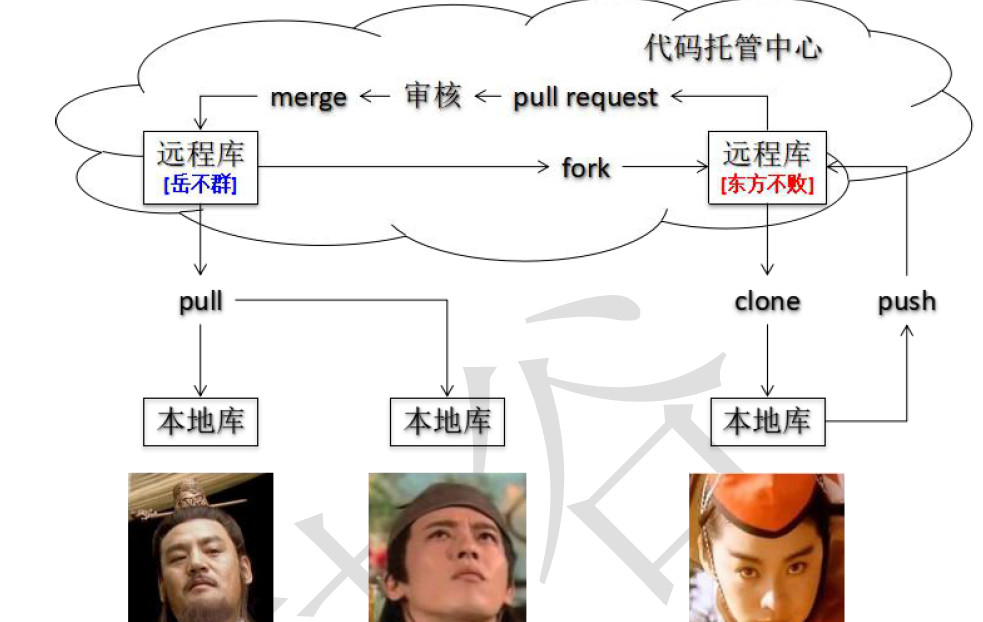 代码托管中心
merge
审核
pull request
远程库
[岳不群]
fork
远程库
[东方不败]
pull
clone
push
本地库
本地库
本地库